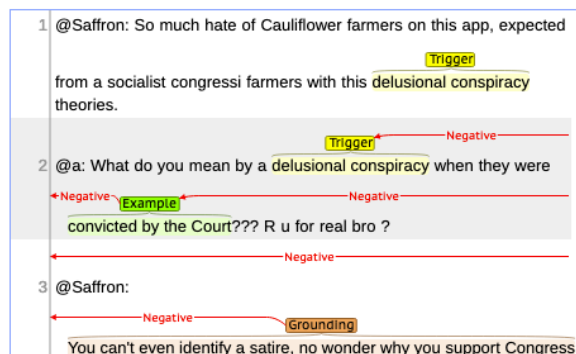 1 @Saffron: So much hate of Cauliflower farmers on this app, expected
Trigger
from a socialist congressi farmers with this delusional conspiracy
theories.
Trigger Negative
2 @a: What do you mean by a delusional conspiracy when they were
Negative Example Negative
convicted by the Court??? R u for real bro ?
Negative
3 @Saffron:
Negative Grounding
You can't even identify a satire, no wonder why you support Congress